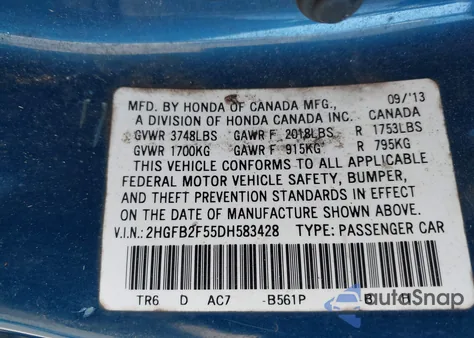 09/'13
MFD. BY HONDA OF CANADA MFG.,
A DIVISION OF HONDA CANADA INC. CANADA
GVWR 3748LBS GAWR F 2018LBS R 1753LBS
GVWR 1700KG GAWR F 915KG R 795KG
THIS VEHICLE CONFORMS TO ALL APPLICABLE
FEDERAL MOTOR VEHICLE SAFETY, BUMPER,
AND THEFT PREVENTION STANDARDS IN EFFECT
ON THE DATE OF MANUFACTURE SHOWN ABOVE.
V.I.N.: 2HGFB2F55DH583428 TYPE: PASSENGER CAR
TR6 D AC7 -B561P B H
autoSnap